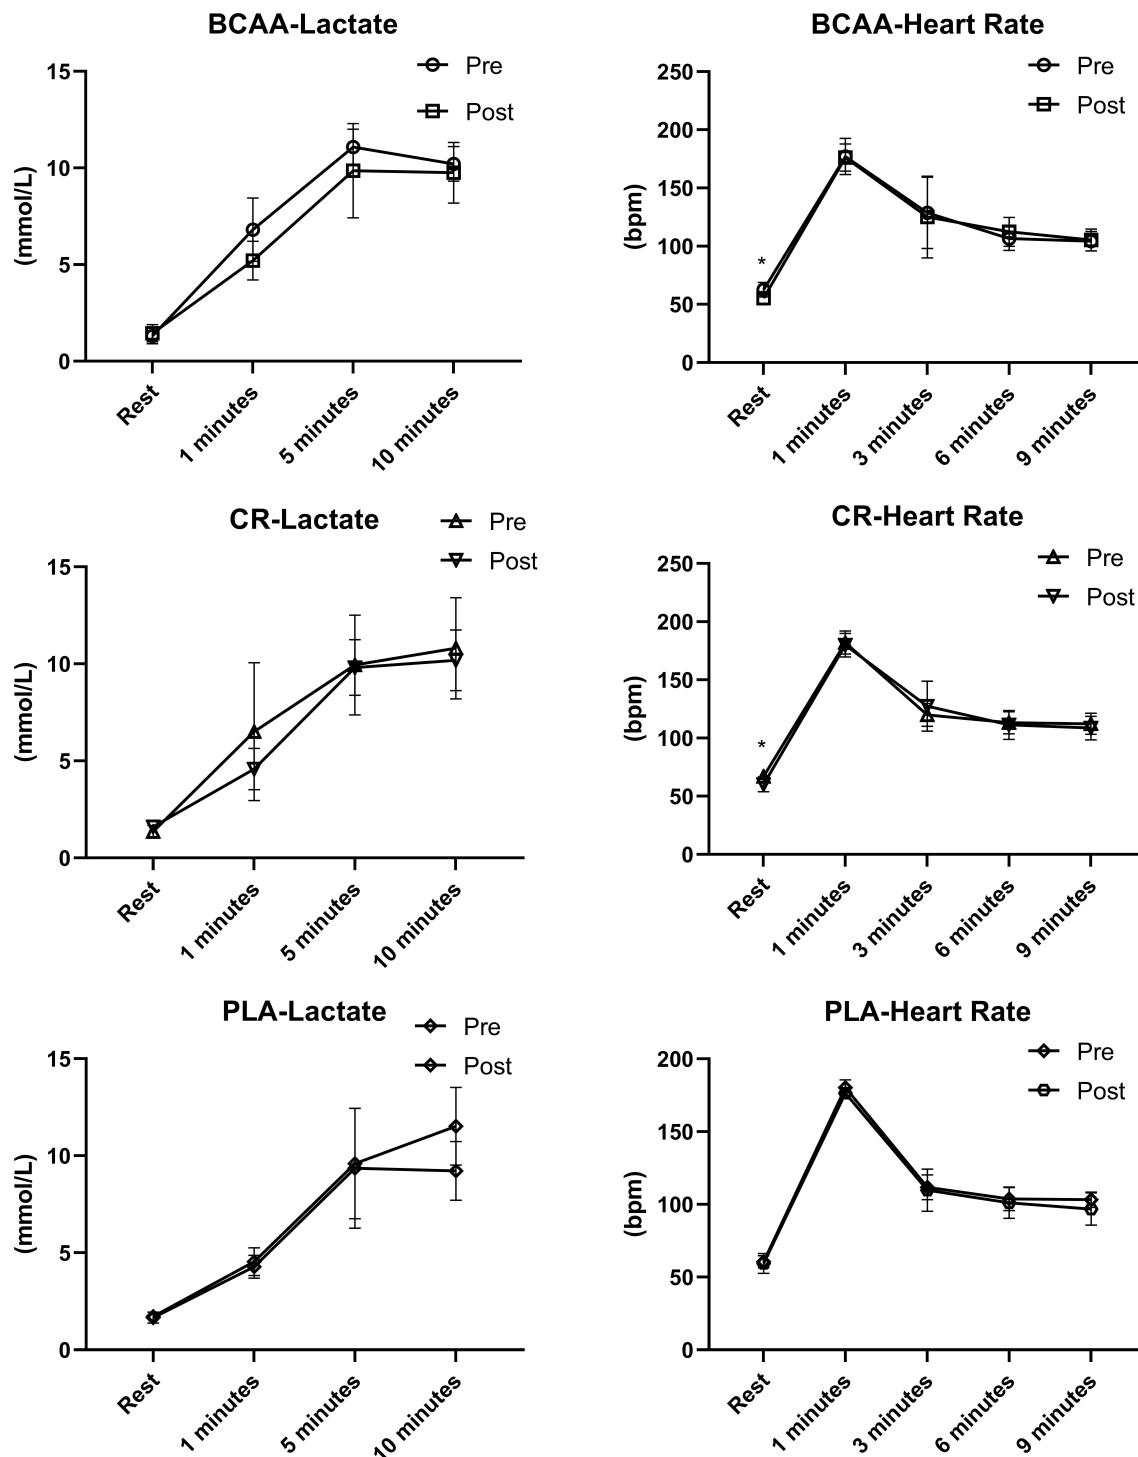 BCAA-Lactate
Pre
Post
15
10
5
0
(mmol/L)
Rest
1 minutes
5 minutes
10 minutes
BCAA-Heart Rate
Pre
Post
250
200
150
100
50
0
(bpm)
*
Rest
1 minutes
3 minutes
6 minutes
9 minutes
CR-Lactate
Pre
Post
15
10
5
0
(mmol/L)
Rest
1 minutes
5 minutes
10 minutes
CR-Heart Rate
Pre
Post
250
200
150
100
50
0
(bpm)
*
Rest
1 minutes
3 minutes
6 minutes
9 minutes
PLA-Lactate
Pre
Post
15
10
5
0
(mmol/L)
Rest
1 minutes
5 minutes
10 minutes
PLA-Heart Rate
Pre
Post
200
150
100
50
0
(bpm)
Rest
1 minutes
3 minutes
6 minutes
9 minutes